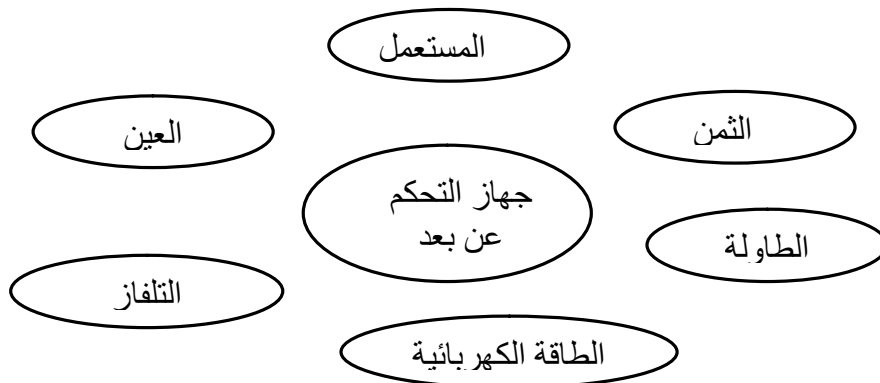 المستعمل
الثمن
العين
جهاز التحكم
عن بعد
الطاولة
التلفاز
الطاقة الكهربائية